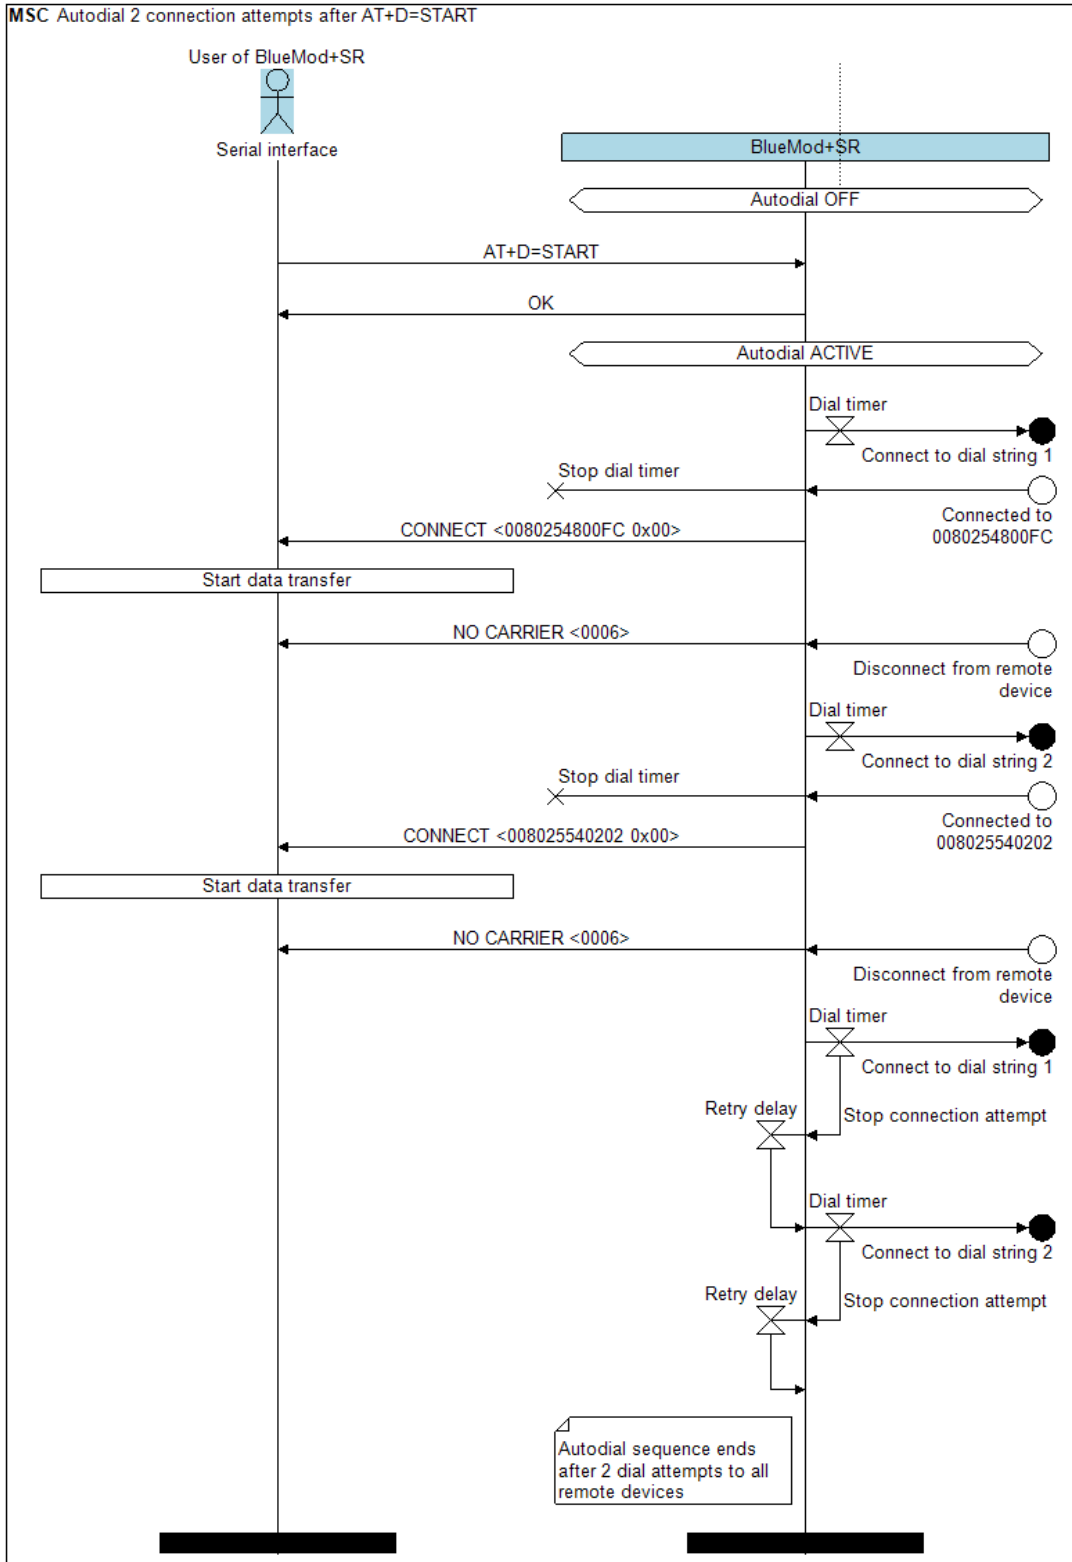 MSC Autodial 2 connection attempts after AT+D=START
User of BlueMod+SR
Serial interface
BlueMod+SR
Autodial OFF
AT+D=START
OK
Autodial ACTIVE
Dial timer
Connect to dial string 1
Stop dial timer
Connected to
0080254800FC
CONNECT <0080254800FC 0x00>
Start data transfer
NO CARRIER <0006>
Disconnect from remote
device
Dial timer
Connect to dial string 2
Stop dial timer
Connected to
008025540202
CONNECT <008025540202 0x00>
Start data transfer
NO CARRIER <0006>
Disconnect from remote
device
Dial timer
Connect to dial string 1
Retry delay
Stop connection attempt
Dial timer
Connect to dial string 2
Retry delay
Stop connection attempt
Autodial sequence ends
after 2 dial attempts to all
remote devices